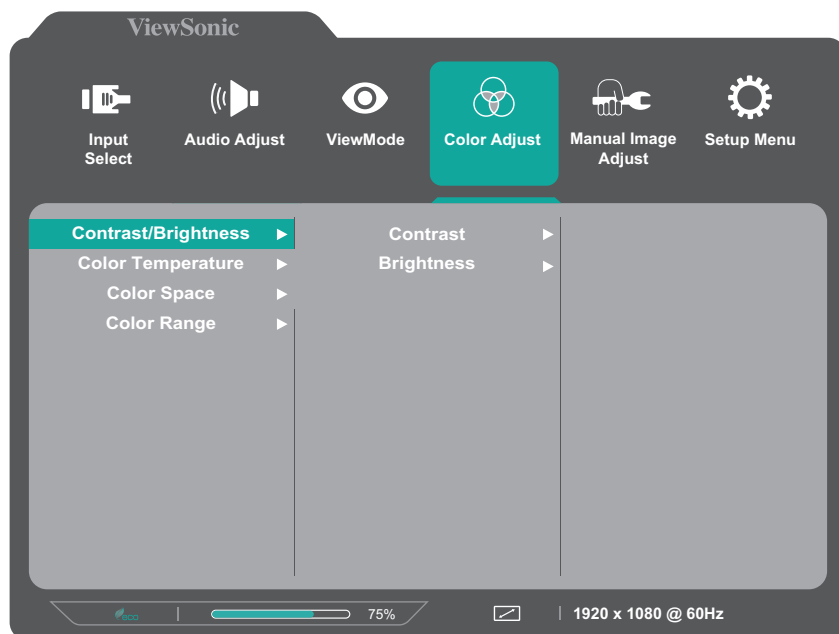 ViewSonic
Input
Select
Audio Adjust
ViewMode
Color Adjust
Manual Image
Adjust
Setup Menu
Contrast/Brightness
Color Temperature
Color Space
Color Range
Contrast
Brightness
eco
75%
1920 x 1080 @ 60Hz